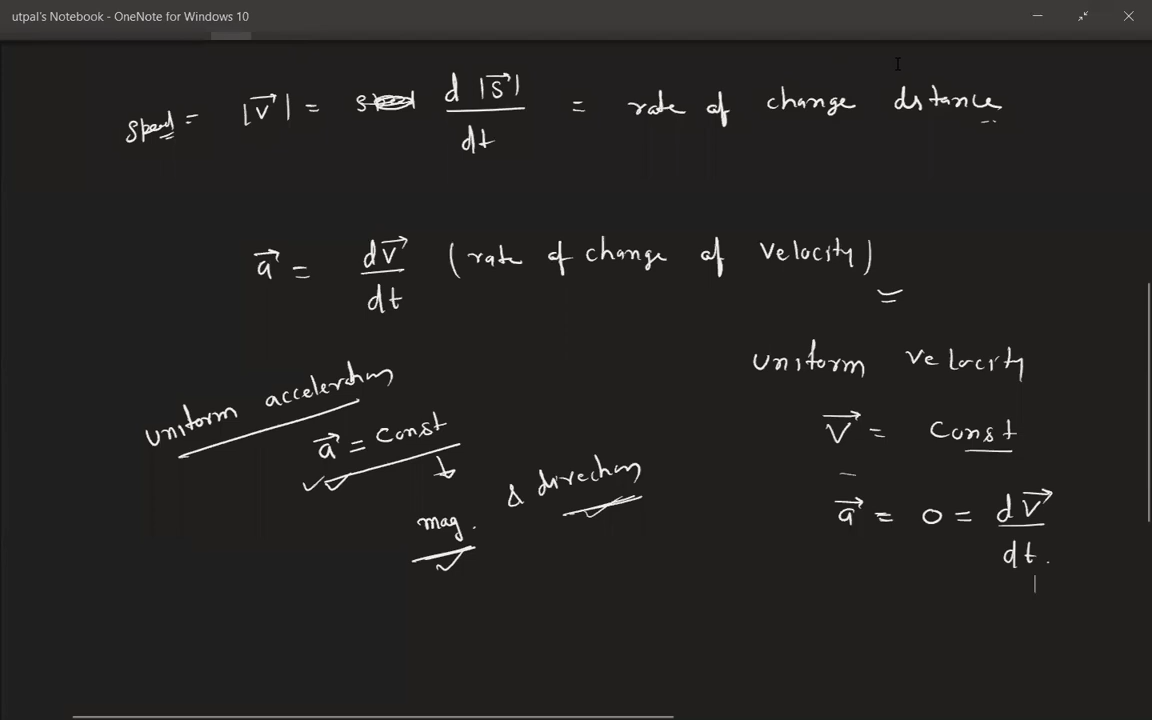 utpal's Notebook - OneNote for Windows 10
speed = |v⃗| = d |s⃗| / dt = rate of change distance
a⃗ = dv⃗ / dt (rate of change of velocity)
uniform acceleration
a⃗ = const
mag. & direction
uniform velocity
v⃗ = const
a⃗ = 0 = dv⃗ / dt.